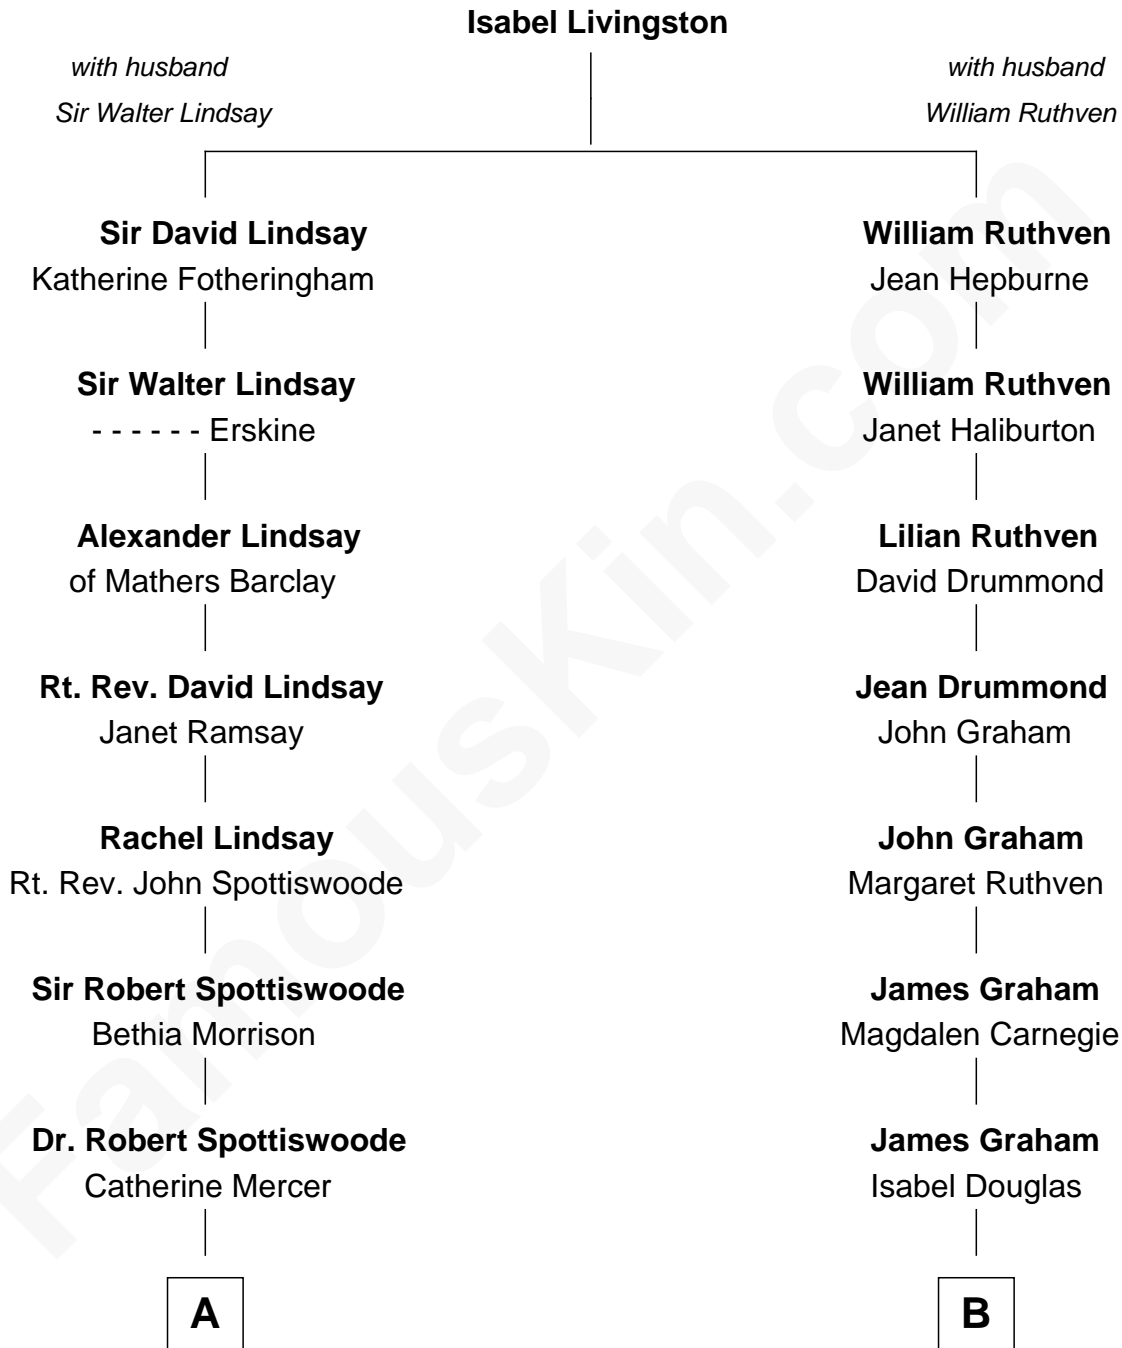 Isabel Livingston
with husband
Sir Walter Lindsay
with husband
William Ruthven
Sir David Lindsay
Katherine Fotheringham
William Ruthven
Jean Hepburne
Sir Walter Lindsay
- - - - - - Erskine
William Ruthven
Janet Haliburton
Alexander Lindsay
of Mathers Barclay
Lilian Ruthven
David Drummond
Rt. Rev. David Lindsay
Janet Ramsay
Jean Drummond
John Graham
Rachel Lindsay
Rt. Rev. John Spottiswoode
John Graham
Margaret Ruthven
Sir Robert Spottiswoode
Bethia Morrison
James Graham
Magdalen Carnegie
Dr. Robert Spottiswoode
Catherine Mercer
James Graham
Isabel Douglas
A
B
FamousKin.com